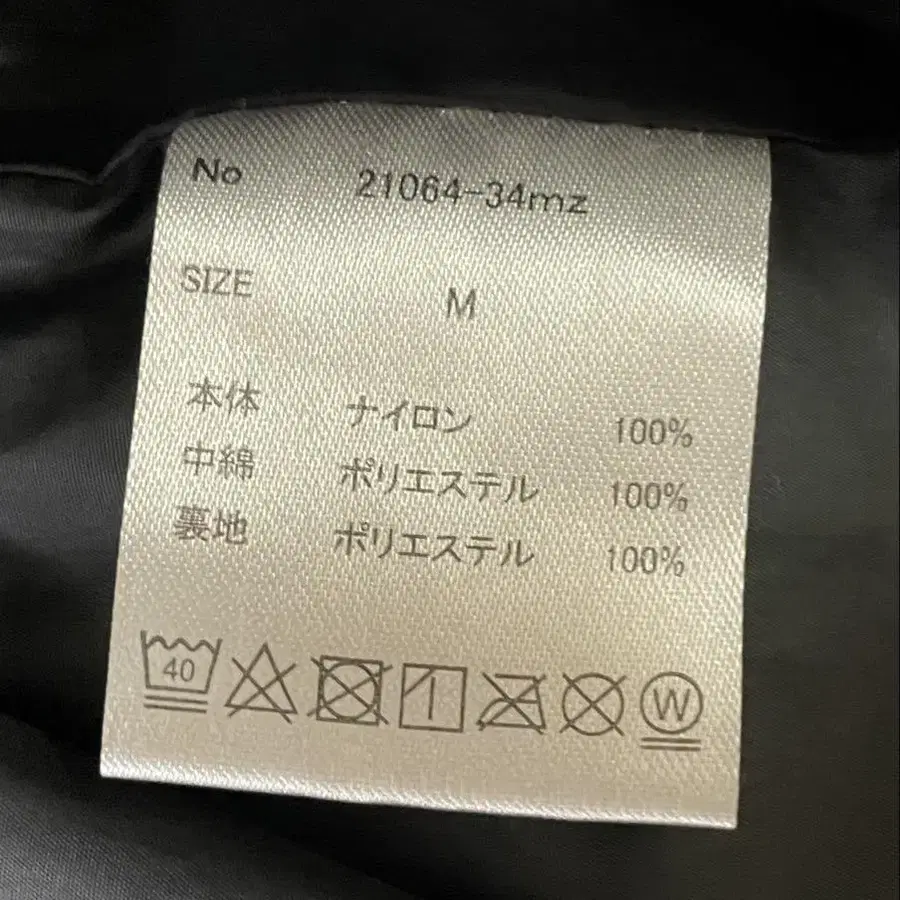 No 21064-34mz
SIZE M
本体 ナイロン 100%
中綿 ポリエステル 100%
裏地 ポリエステル 100%
40 W